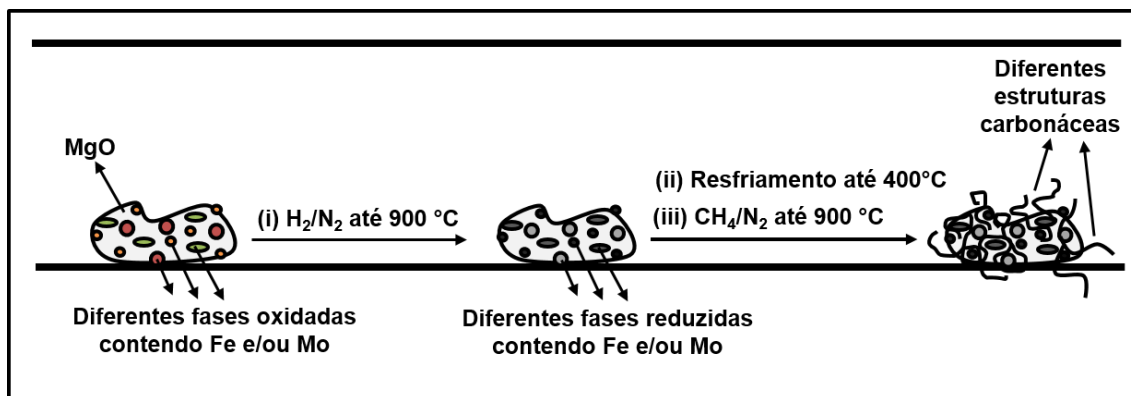 MgO
(i) H₂/N₂ até 900 °C
Diferentes fases oxidadas
contendo Fe e/ou Mo
Diferentes fases reduzidas
contendo Fe e/ou Mo
(ii) Resfriamento até 400°C
(iii) CH₄/N₂ até 900 °C
Diferentes
estruturas
carbonáceas